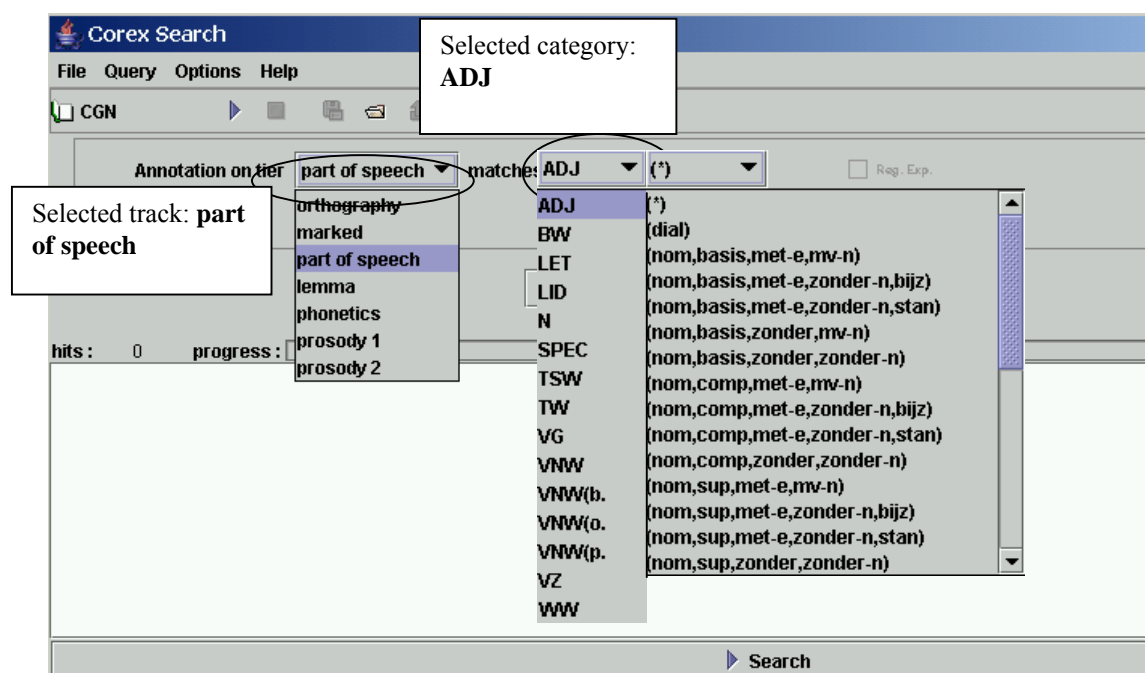 Corex Search
Selected category:
ADJ
File Query Options Help
CGN
Annotation on tier part of speech matches ADJ (*) Reg. Exp.
Selected track: part
of speech
orthography
marked
part of speech
lemma
phonetics
prosody 1
prosody 2
ADJ
BW
LET
LID
N
SPEC
TSW
TW
VG
VNW
VNW(b.
VNW(o.
VNW(p.
VZ
WW
(*)
(dial)
(nom,basis,met-e,mv-n)
(nom,basis,met-e,zonder-n,bijz)
(nom,basis,met-e,zonder-n,stan)
(nom,basis,zonder,mv-n)
(nom,basis,zonder,zonder-n)
(nom,comp,met-e,mv-n)
(nom,comp,met-e,zonder-n,bijz)
(nom,comp,met-e,zonder-n,stan)
(nom,comp,zonder,zonder-n)
(nom,sup,met-e,mv-n)
(nom,sup,met-e,zonder-n,bijz)
(nom,sup,met-e,zonder-n,stan)
(nom,sup,zonder,zonder-n)
hits : 0 progress :
Search